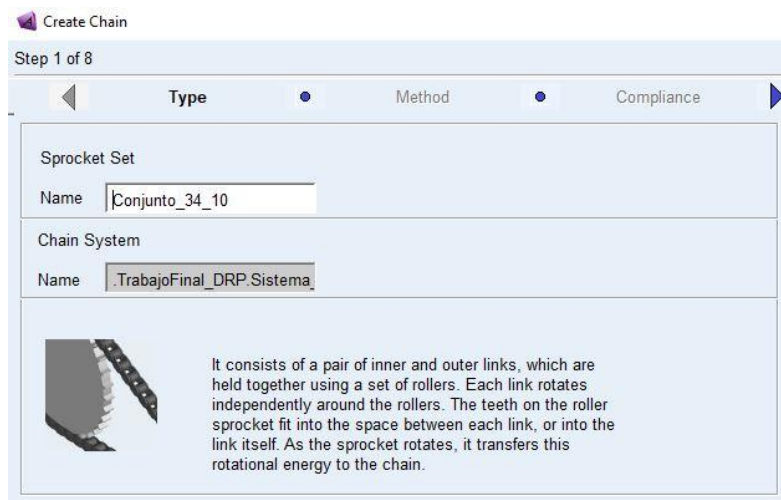 Create Chain
Step 1 of 8
Type Method Compliance
Sprocket Set
Name Conjunto_34_10
Chain System
Name .TrabajoFinal_DRP.Sistema_
It consists of a pair of inner and outer links, which are
held together using a set of rollers. Each link rotates
independently around the rollers. The teeth on the roller
sprocket fit into the space between each link, or into the
link itself. As the sprocket rotates, it transfers this
rotational energy to the chain.